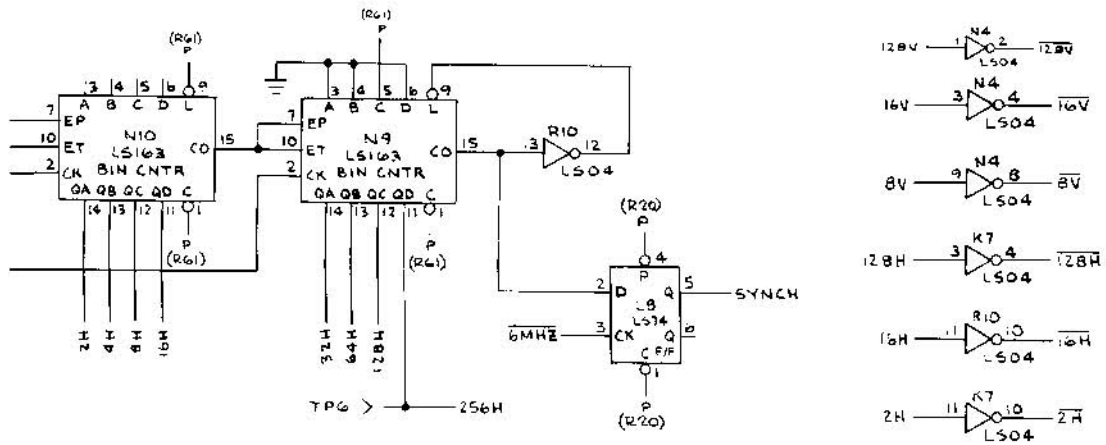 (R61)
P
3 4 5 6 9
A B C D L
7 EP
10 ET
2 CK
N10
LS163
BIN CNTR
CO 15
QA QB QC QD C
14 13 12 11 1
P
(R61)
2H
4H
8H
16H
(R61)
P
3 4 5 6 9
A B C D L
7 EP
10 ET
2 CK
N9
LS163
BIN CNTR
CO 15
QA QB QC QD C
14 13 12 11 1
P
(R61)
32H
64H
128H
TP6
256H
13 R10 12
LS04
(R20)
P
4
P
2 D Q 5
SYNCH
L8
LS74
6MHZ 3 CK Q 6
C F/F
1
P
(R20)
N4
128V 1 2 128V
LS04
N4
16V 3 4 16V
LS04
N4
8V 9 8 8V
LS04
K7
128H 3 4 128H
LS04
R10
16H 11 10 16H
LS04
K7
2H 11 10 2H
LS04